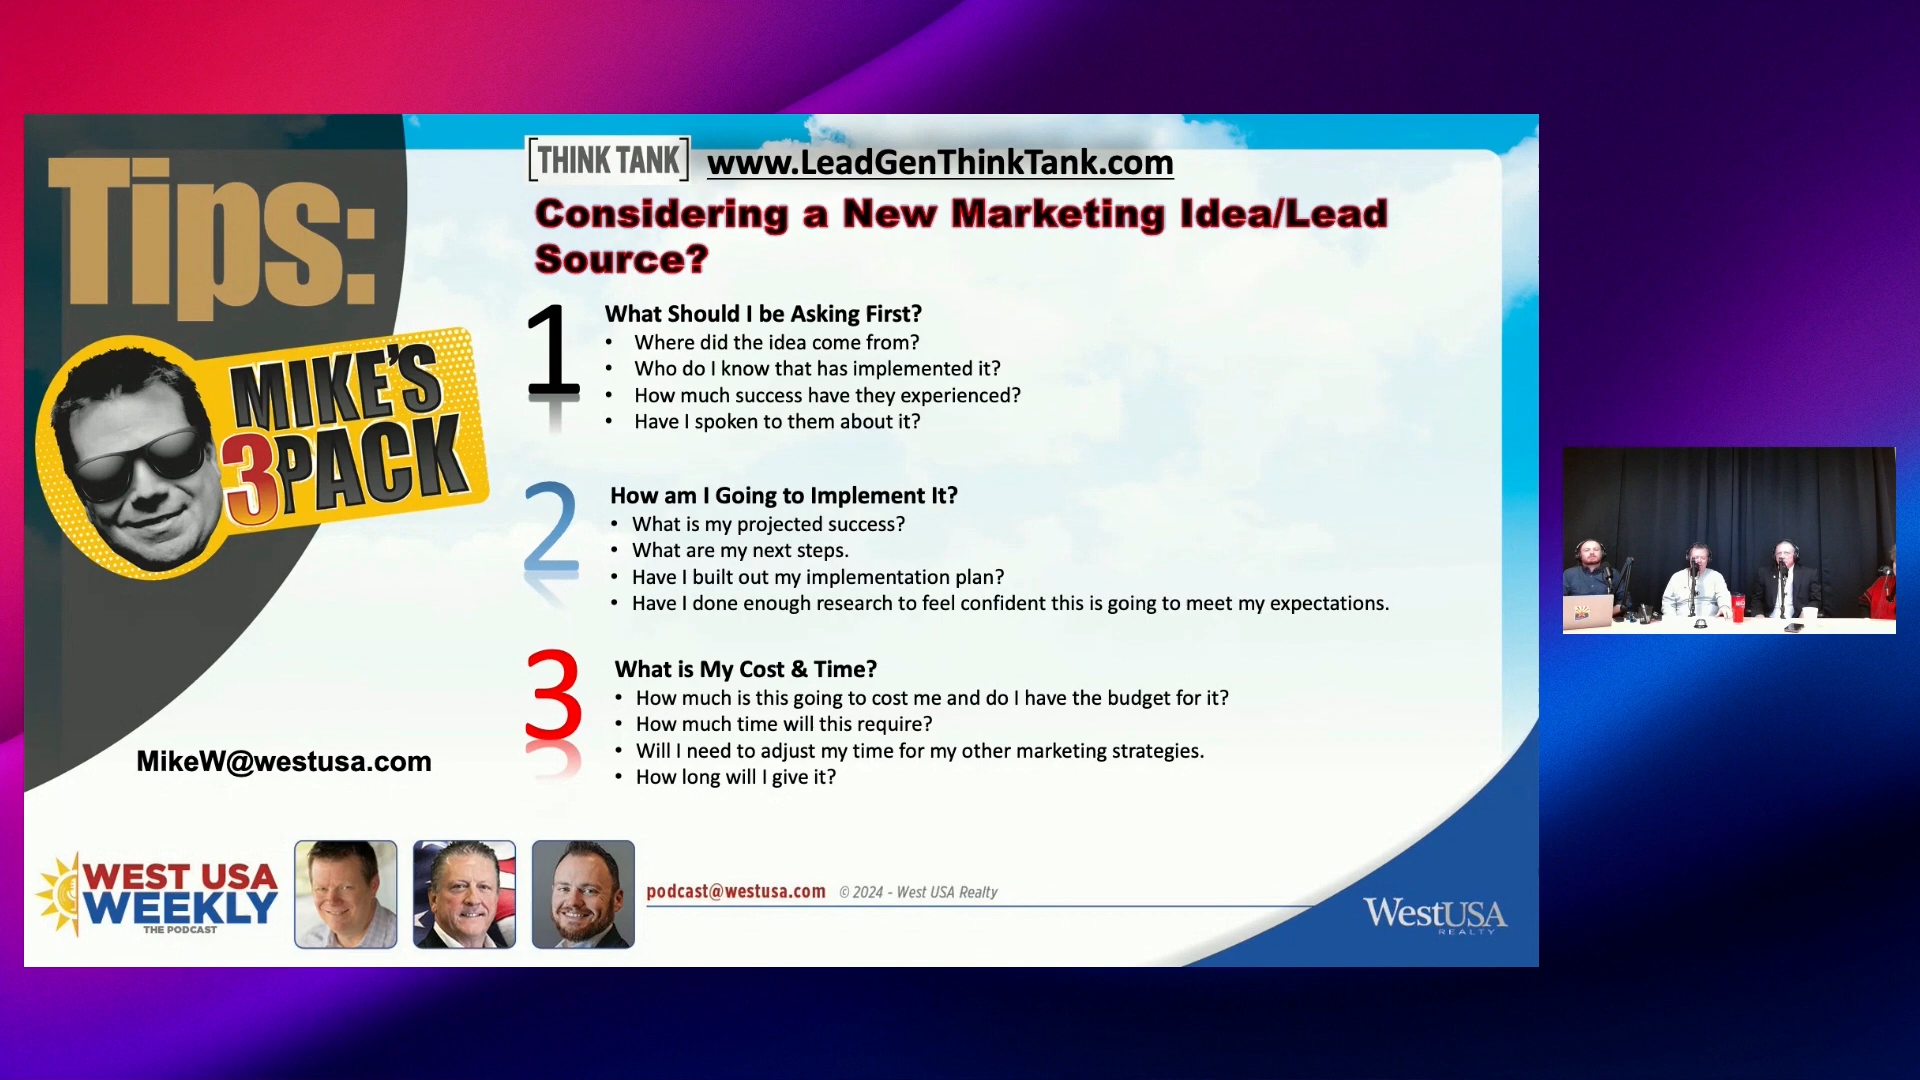 Tips:
[THINK TANK] www.LeadGenThinkTank.com
Considering a New Marketing Idea/Lead
Source?
MIKE'S
3PACK
1 What Should I be Asking First?
• Where did the idea come from?
• Who do I know that has implemented it?
• How much success have they experienced?
• Have I spoken to them about it?
2 How am I Going to Implement It?
• What is my projected success?
• What are my next steps.
• Have I built out my implementation plan?
• Have I done enough research to feel confident this is going to meet my expectations.
3 What is My Cost & Time?
• How much is this going to cost me and do I have the budget for it?
• How much time will this require?
• Will I need to adjust my time for my other marketing strategies.
• How long will I give it?
MikeW@westusa.com
WEST USA
WEEKLY
THE PODCAST
podcast@westusa.com © 2024 - West USA Realty
WestUSA
REALTY